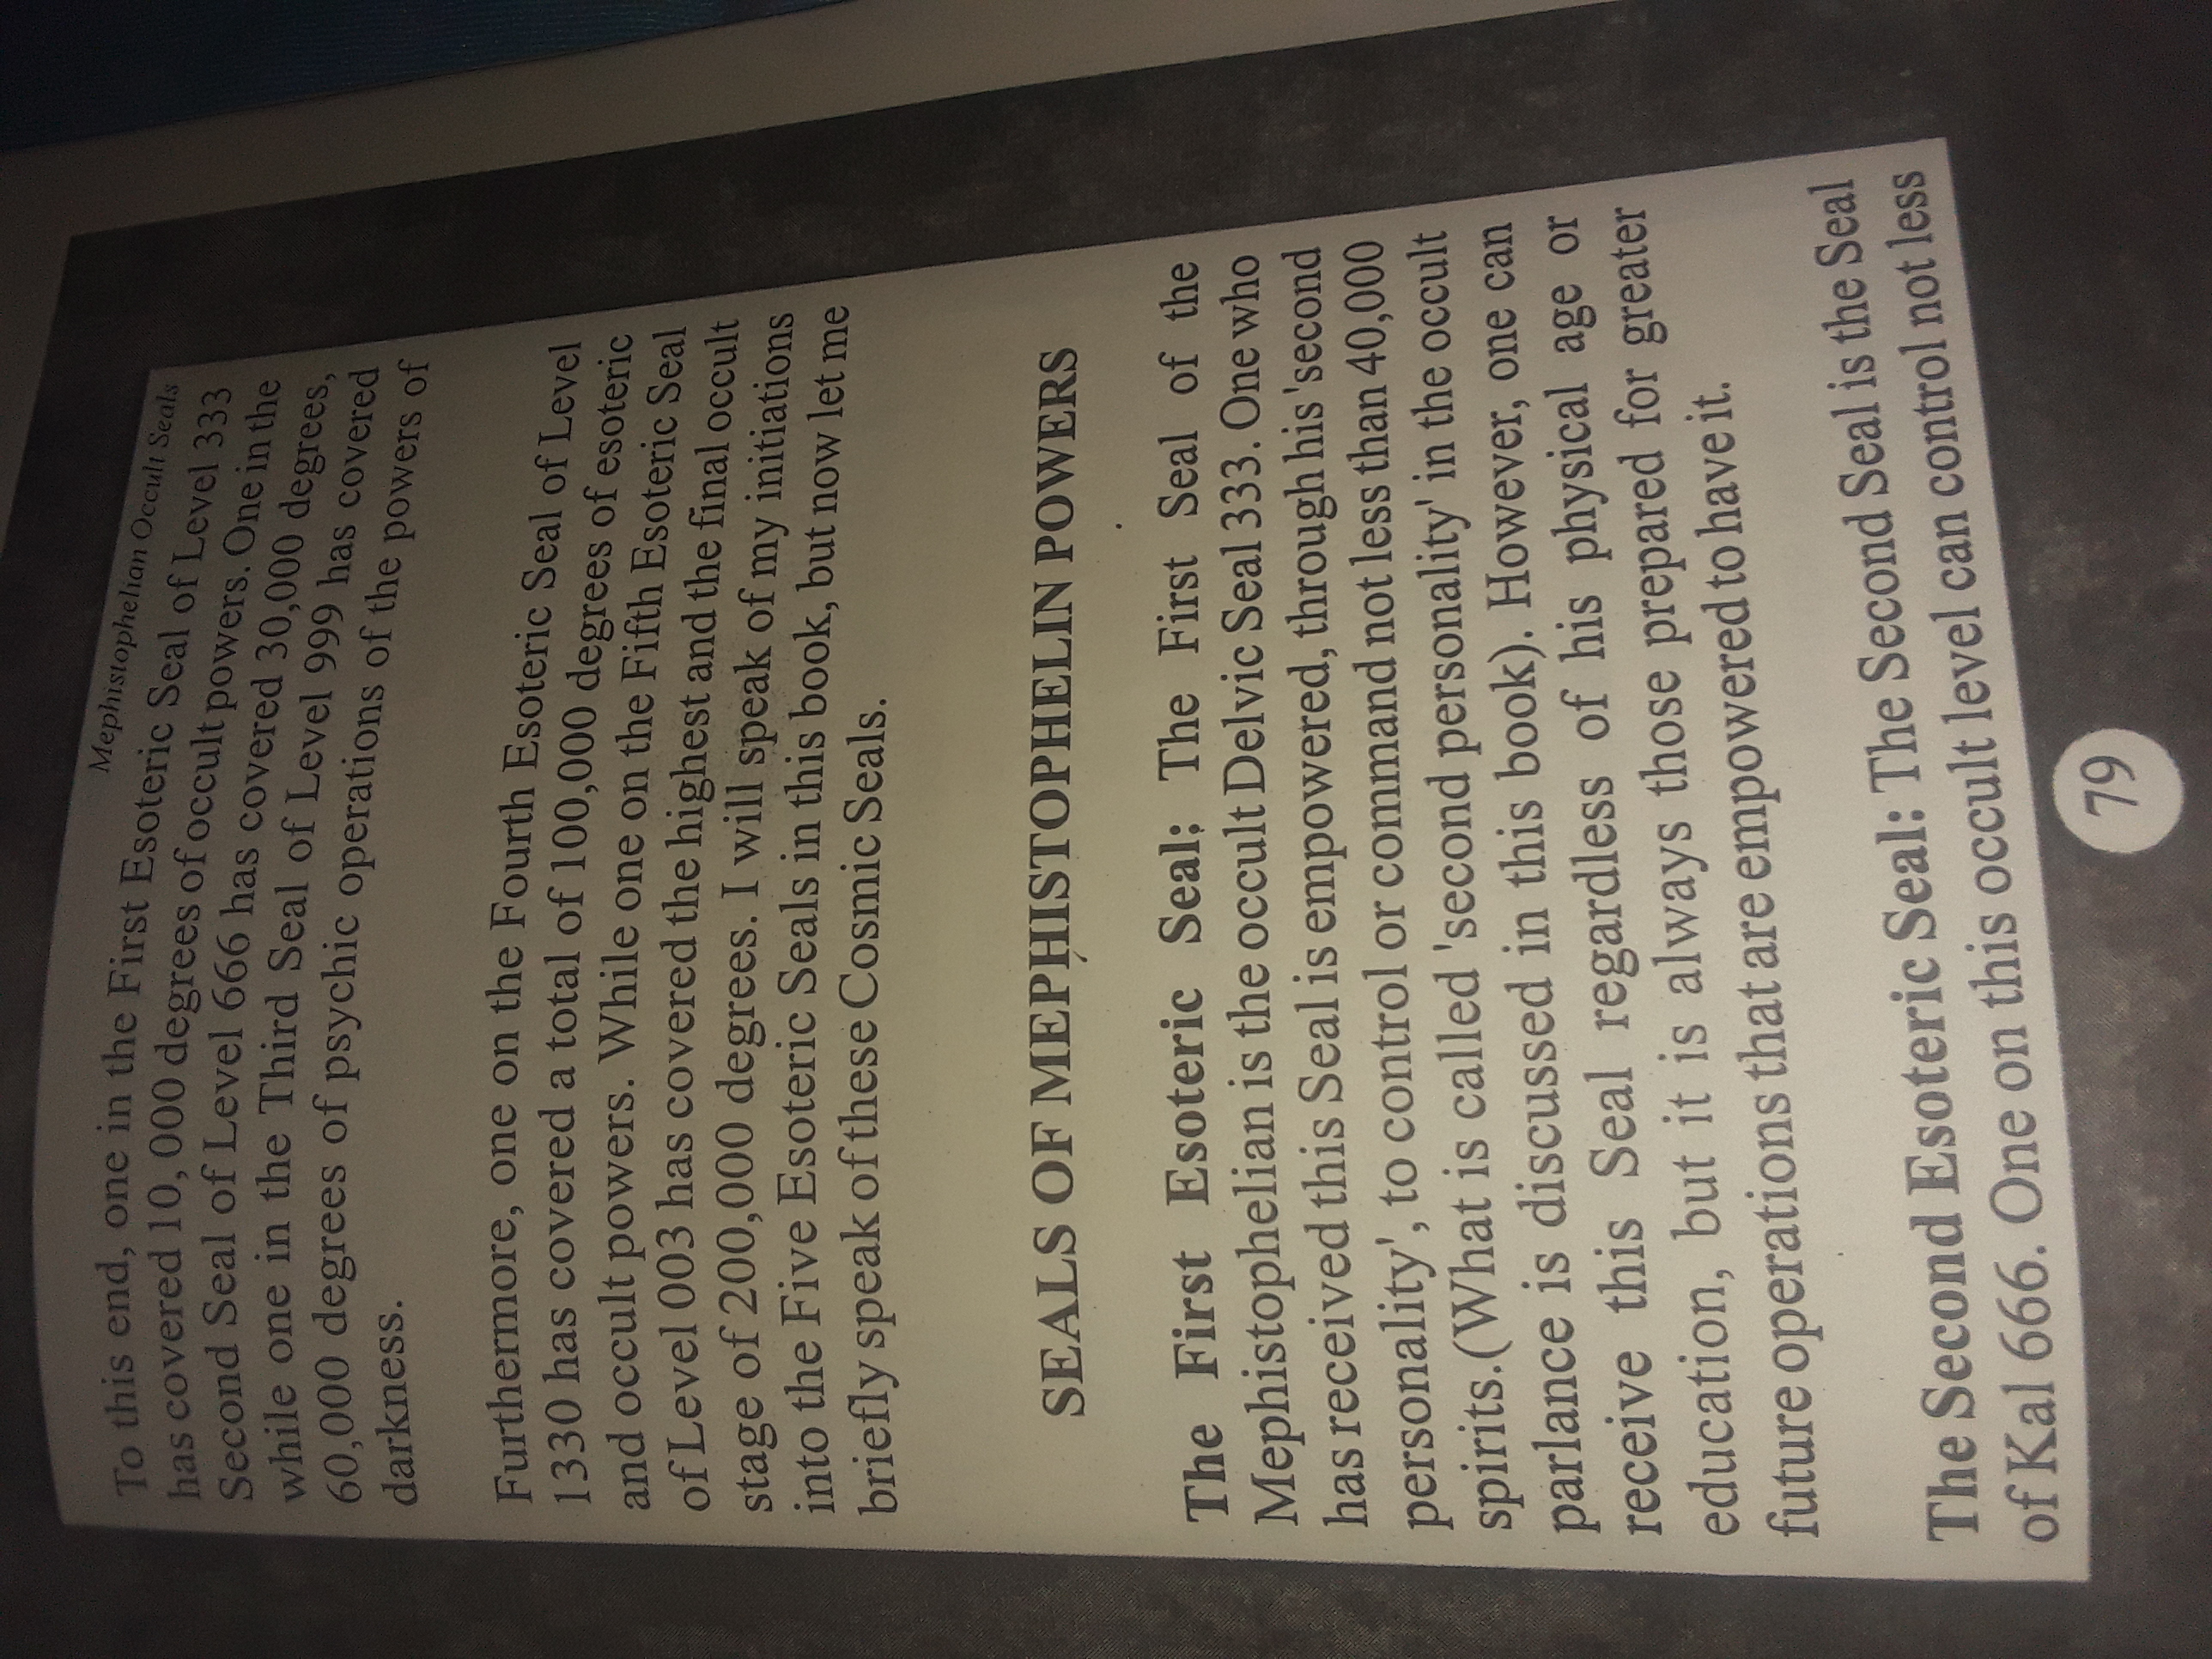 Mephistophelian Occult Seals
To this end, one in the First Esoteric Seal of Level 333
has covered 10, 000 degrees of occult powers. One in the
Second Seal of Level 666 has covered 30,000 degrees,
while one in the Third Seal of Level 999 has covered
60,000 degrees of psychic operations of the powers of
darkness.
Furthermore, one on the Fourth Esoteric Seal of Level
1330 has covered a total of 100,000 degrees of esoteric
and occult powers. While one on the Fifth Esoteric Seal
of Level 003 has covered the highest and the final occult
stage of 200,000 degrees. I will speak of my initiations
into the Five Esoteric Seals in this book, but now let me
briefly speak of these Cosmic Seals.
SEALS OF MEPHISTOPHELIN POWERS
The First Esoteric Seal: The First Seal of the
Mephistophelian is the occult Delvic Seal 333. One who
has received this Seal is empowered, through his 'second
personality', to control or command not less than 40,000
spirits.(What is called 'second personality' in the occult
parlance is discussed in this book). However, one can
receive this Seal regardless of his physical age or
education, but it is always those prepared for greater
future operations that are empowered to have it.
The Second Esoteric Seal: The Second Seal is the Seal
of Kal 666. One on this occult level can control not less
79